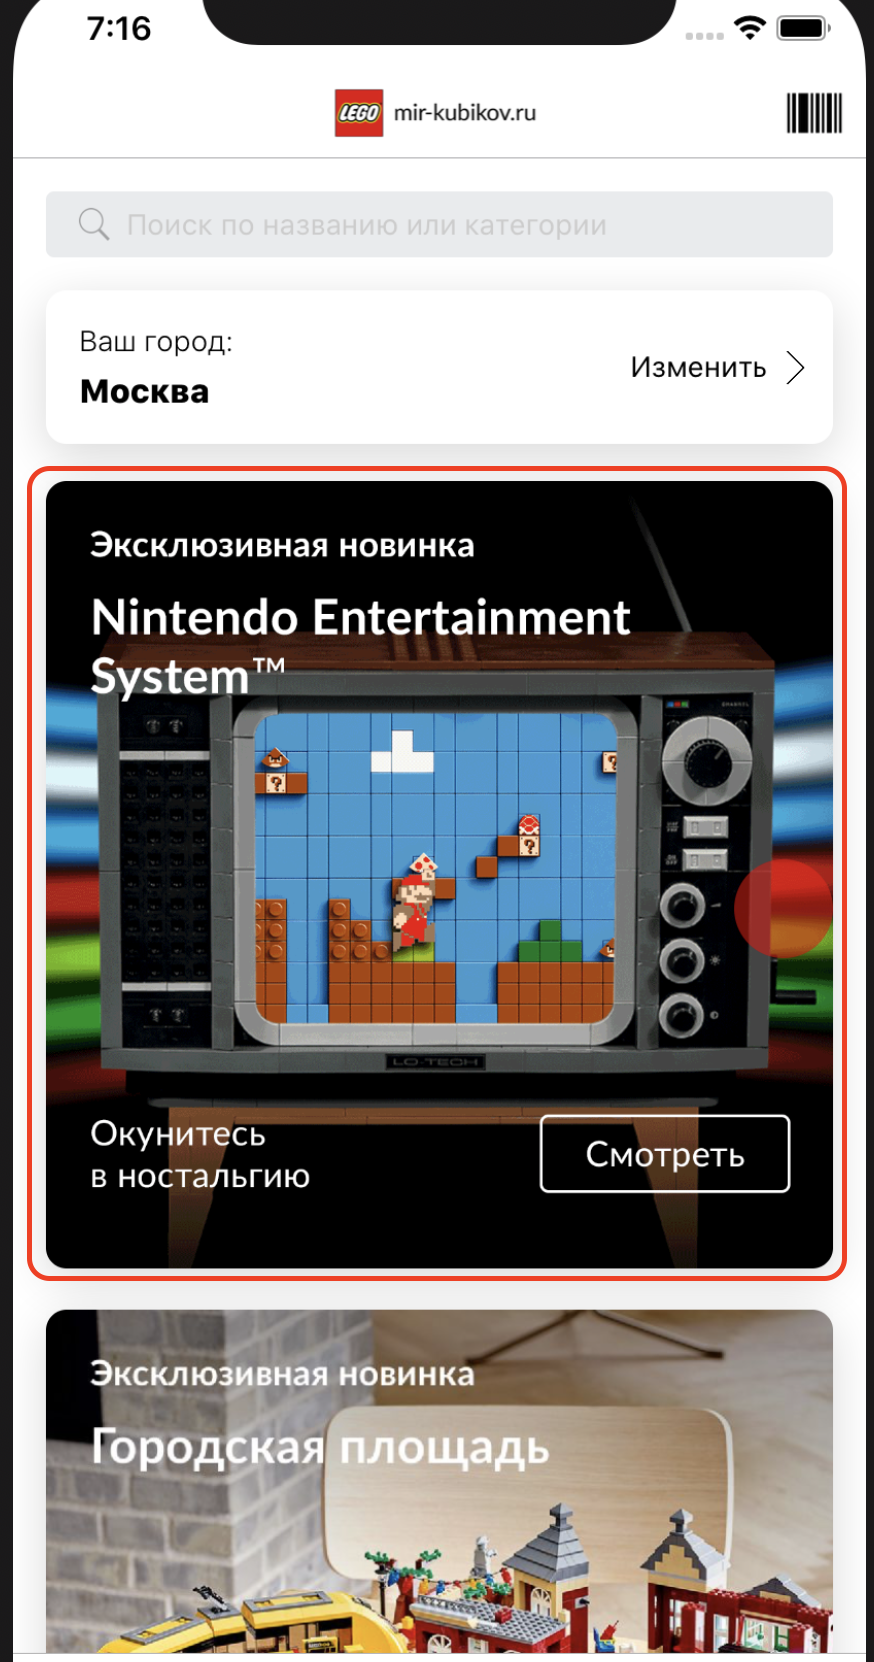 7:16
LEGO mir-kubikov.ru
Поиск по названию или категории
Ваш город:
Москва
Изменить
Эксклюзивная новинка
Nintendo Entertainment
System™
CHANNEL
?
?
?
LO-TECH
Окунитесь
в ностальгию
Смотреть
Эксклюзивная новинка
Городская площадь